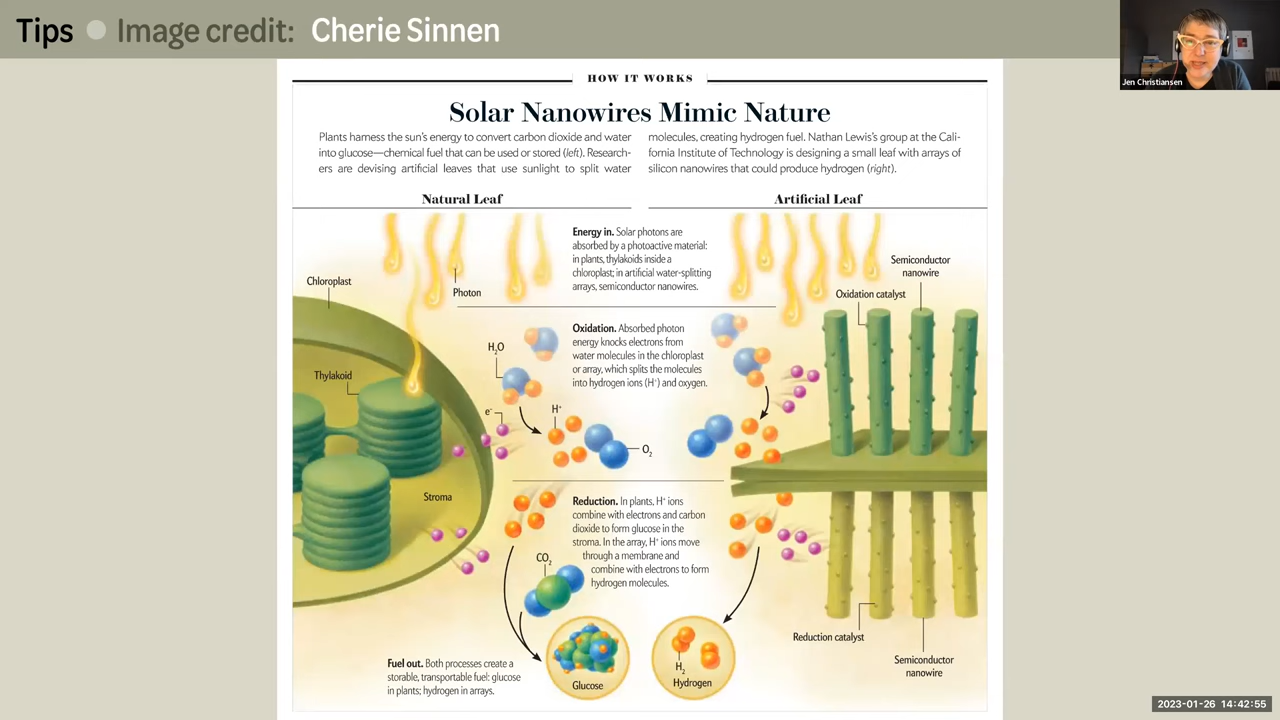 Tips ● Image credit: Cherie Sinnen
Jen Christiansen
HOW IT WORKS
Solar Nanowires Mimic Nature
Plants harness the sun's energy to convert carbon dioxide and water
into glucose—chemical fuel that can be used or stored (left). Research-
ers are devising artificial leaves that use sunlight to split water
molecules, creating hydrogen fuel. Nathan Lewis's group at the Cali-
fornia Institute of Technology is designing a small leaf with arrays of
silicon nanowires that could produce hydrogen (right).
Natural Leaf
Artificial Leaf
Energy in. Solar photons are
absorbed by a photoactive material:
in plants, thylakoids inside a
chloroplast; in artificial water-splitting
arrays, semiconductor nanowires.
Chloroplast
Photon
Semiconductor
nanowire
Oxidation catalyst
Oxidation. Absorbed photon
energy knocks electrons from
water molecules in the chloroplast
or array, which splits the molecules
into hydrogen ions (H⁺) and oxygen.
H₂O
Thylakoid
e⁻
H⁺
O₂
Stroma
Reduction. In plants, H⁺ ions
combine with electrons and carbon
dioxide to form glucose in the
stroma. In the array, H⁺ ions move
through a membrane and
combine with electrons to form
hydrogen molecules.
CO₂
Reduction catalyst
Semiconductor
nanowire
Fuel out. Both processes create a
storable, transportable fuel: glucose
in plants; hydrogen in arrays.
Glucose
H₂
Hydrogen
2023-01-26 14:42:55